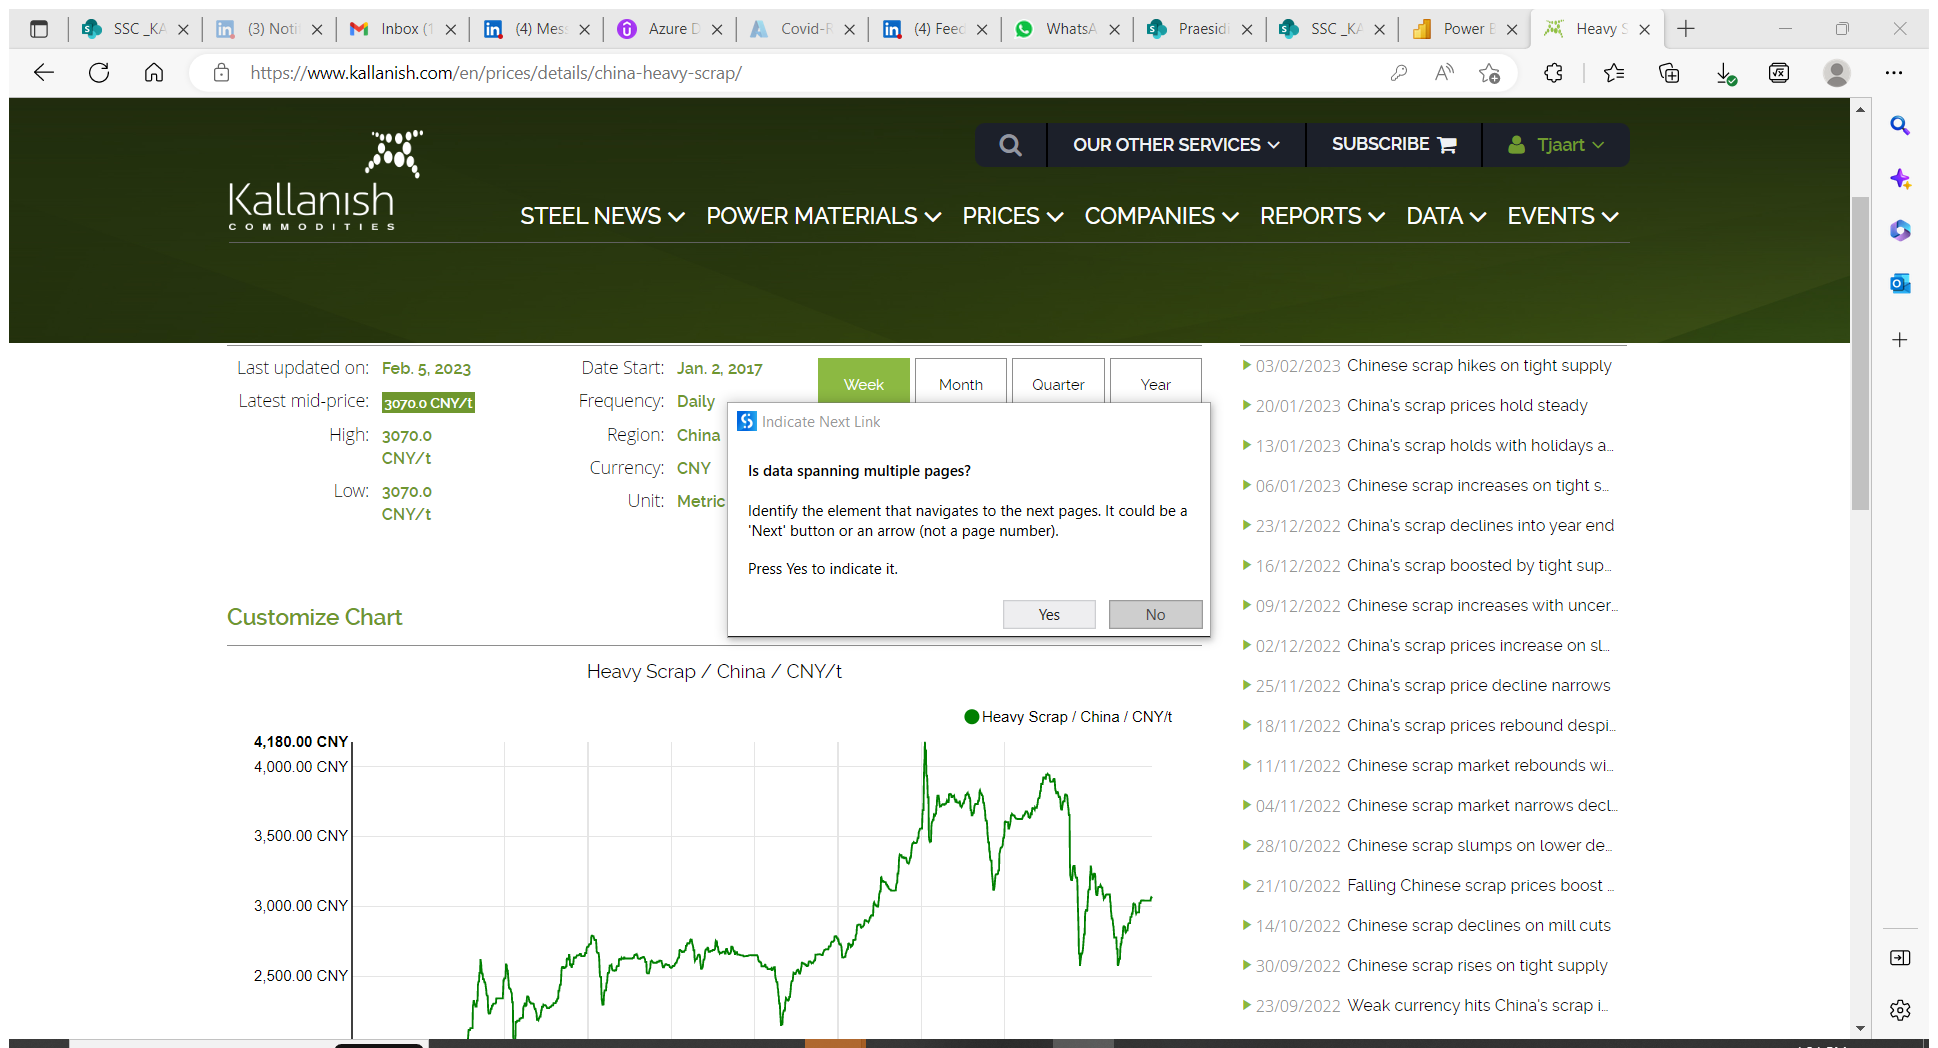 SSC _KA
(3) Noti
Inbox (1
(4) Mes
Azure D
Covid-R
(4) Feec
WhatsA
Praesidi
SSC _KA
Power B
Heavy S
https://www.kallanish.com/en/prices/details/china-heavy-scrap/
OUR OTHER SERVICES
SUBSCRIBE
Tjaart
Kallanish
COMMODITIES
STEEL NEWS
POWER MATERIALS
PRICES
COMPANIES
REPORTS
DATA
EVENTS
Last updated on: Feb. 5, 2023
Latest mid-price: 3070.0 CNY/t
High: 3070.0
CNY/t
Low: 3070.0
CNY/t
Date Start: Jan. 2, 2017
Frequency: Daily
Region: China
Currency: CNY
Unit: Metric
Week
Month
Quarter
Year
Indicate Next Link
Is data spanning multiple pages?
Identify the element that navigates to the next pages. It could be a
'Next' button or an arrow (not a page number).
Press Yes to indicate it.
Yes
No
Customize Chart
Heavy Scrap / China / CNY/t
Heavy Scrap / China / CNY/t
4,180.00 CNY
4,000.00 CNY
3,500.00 CNY
3,000.00 CNY
2,500.00 CNY
03/02/2023 Chinese scrap hikes on tight supply
20/01/2023 China's scrap prices hold steady
13/01/2023 China's scrap holds with holidays a...
06/01/2023 Chinese scrap increases on tight s...
23/12/2022 China's scrap declines into year end
16/12/2022 China's scrap boosted by tight sup...
09/12/2022 Chinese scrap increases with uncer...
02/12/2022 China's scrap prices increase on sl...
25/11/2022 China's scrap price decline narrows
18/11/2022 China's scrap prices rebound despi...
11/11/2022 Chinese scrap market rebounds wi...
04/11/2022 Chinese scrap market narrows decl...
28/10/2022 Chinese scrap slumps on lower de...
21/10/2022 Falling Chinese scrap prices boost ...
14/10/2022 Chinese scrap declines on mill cuts
30/09/2022 Chinese scrap rises on tight supply
23/09/2022 Weak currency hits China's scrap i...